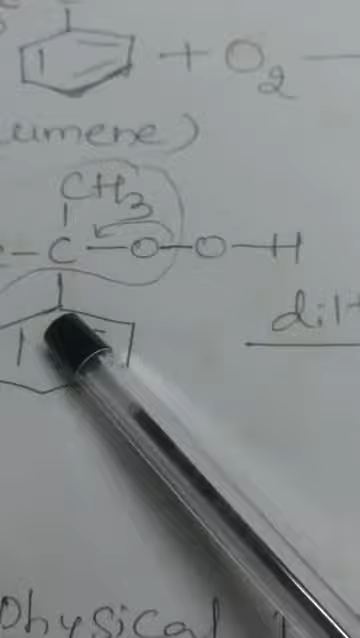 + O2
umene)
CH3
– C – O – O – H
dil
Physical